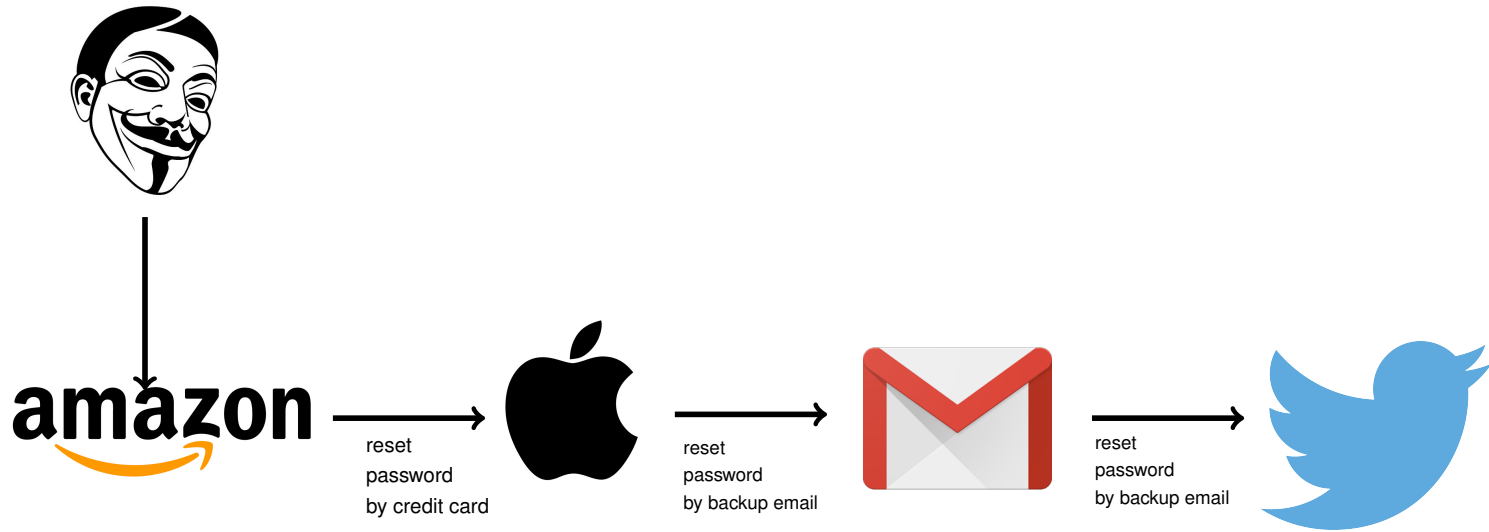 amazon
reset
password
by credit card
reset
password
by backup email
reset
password
by backup email